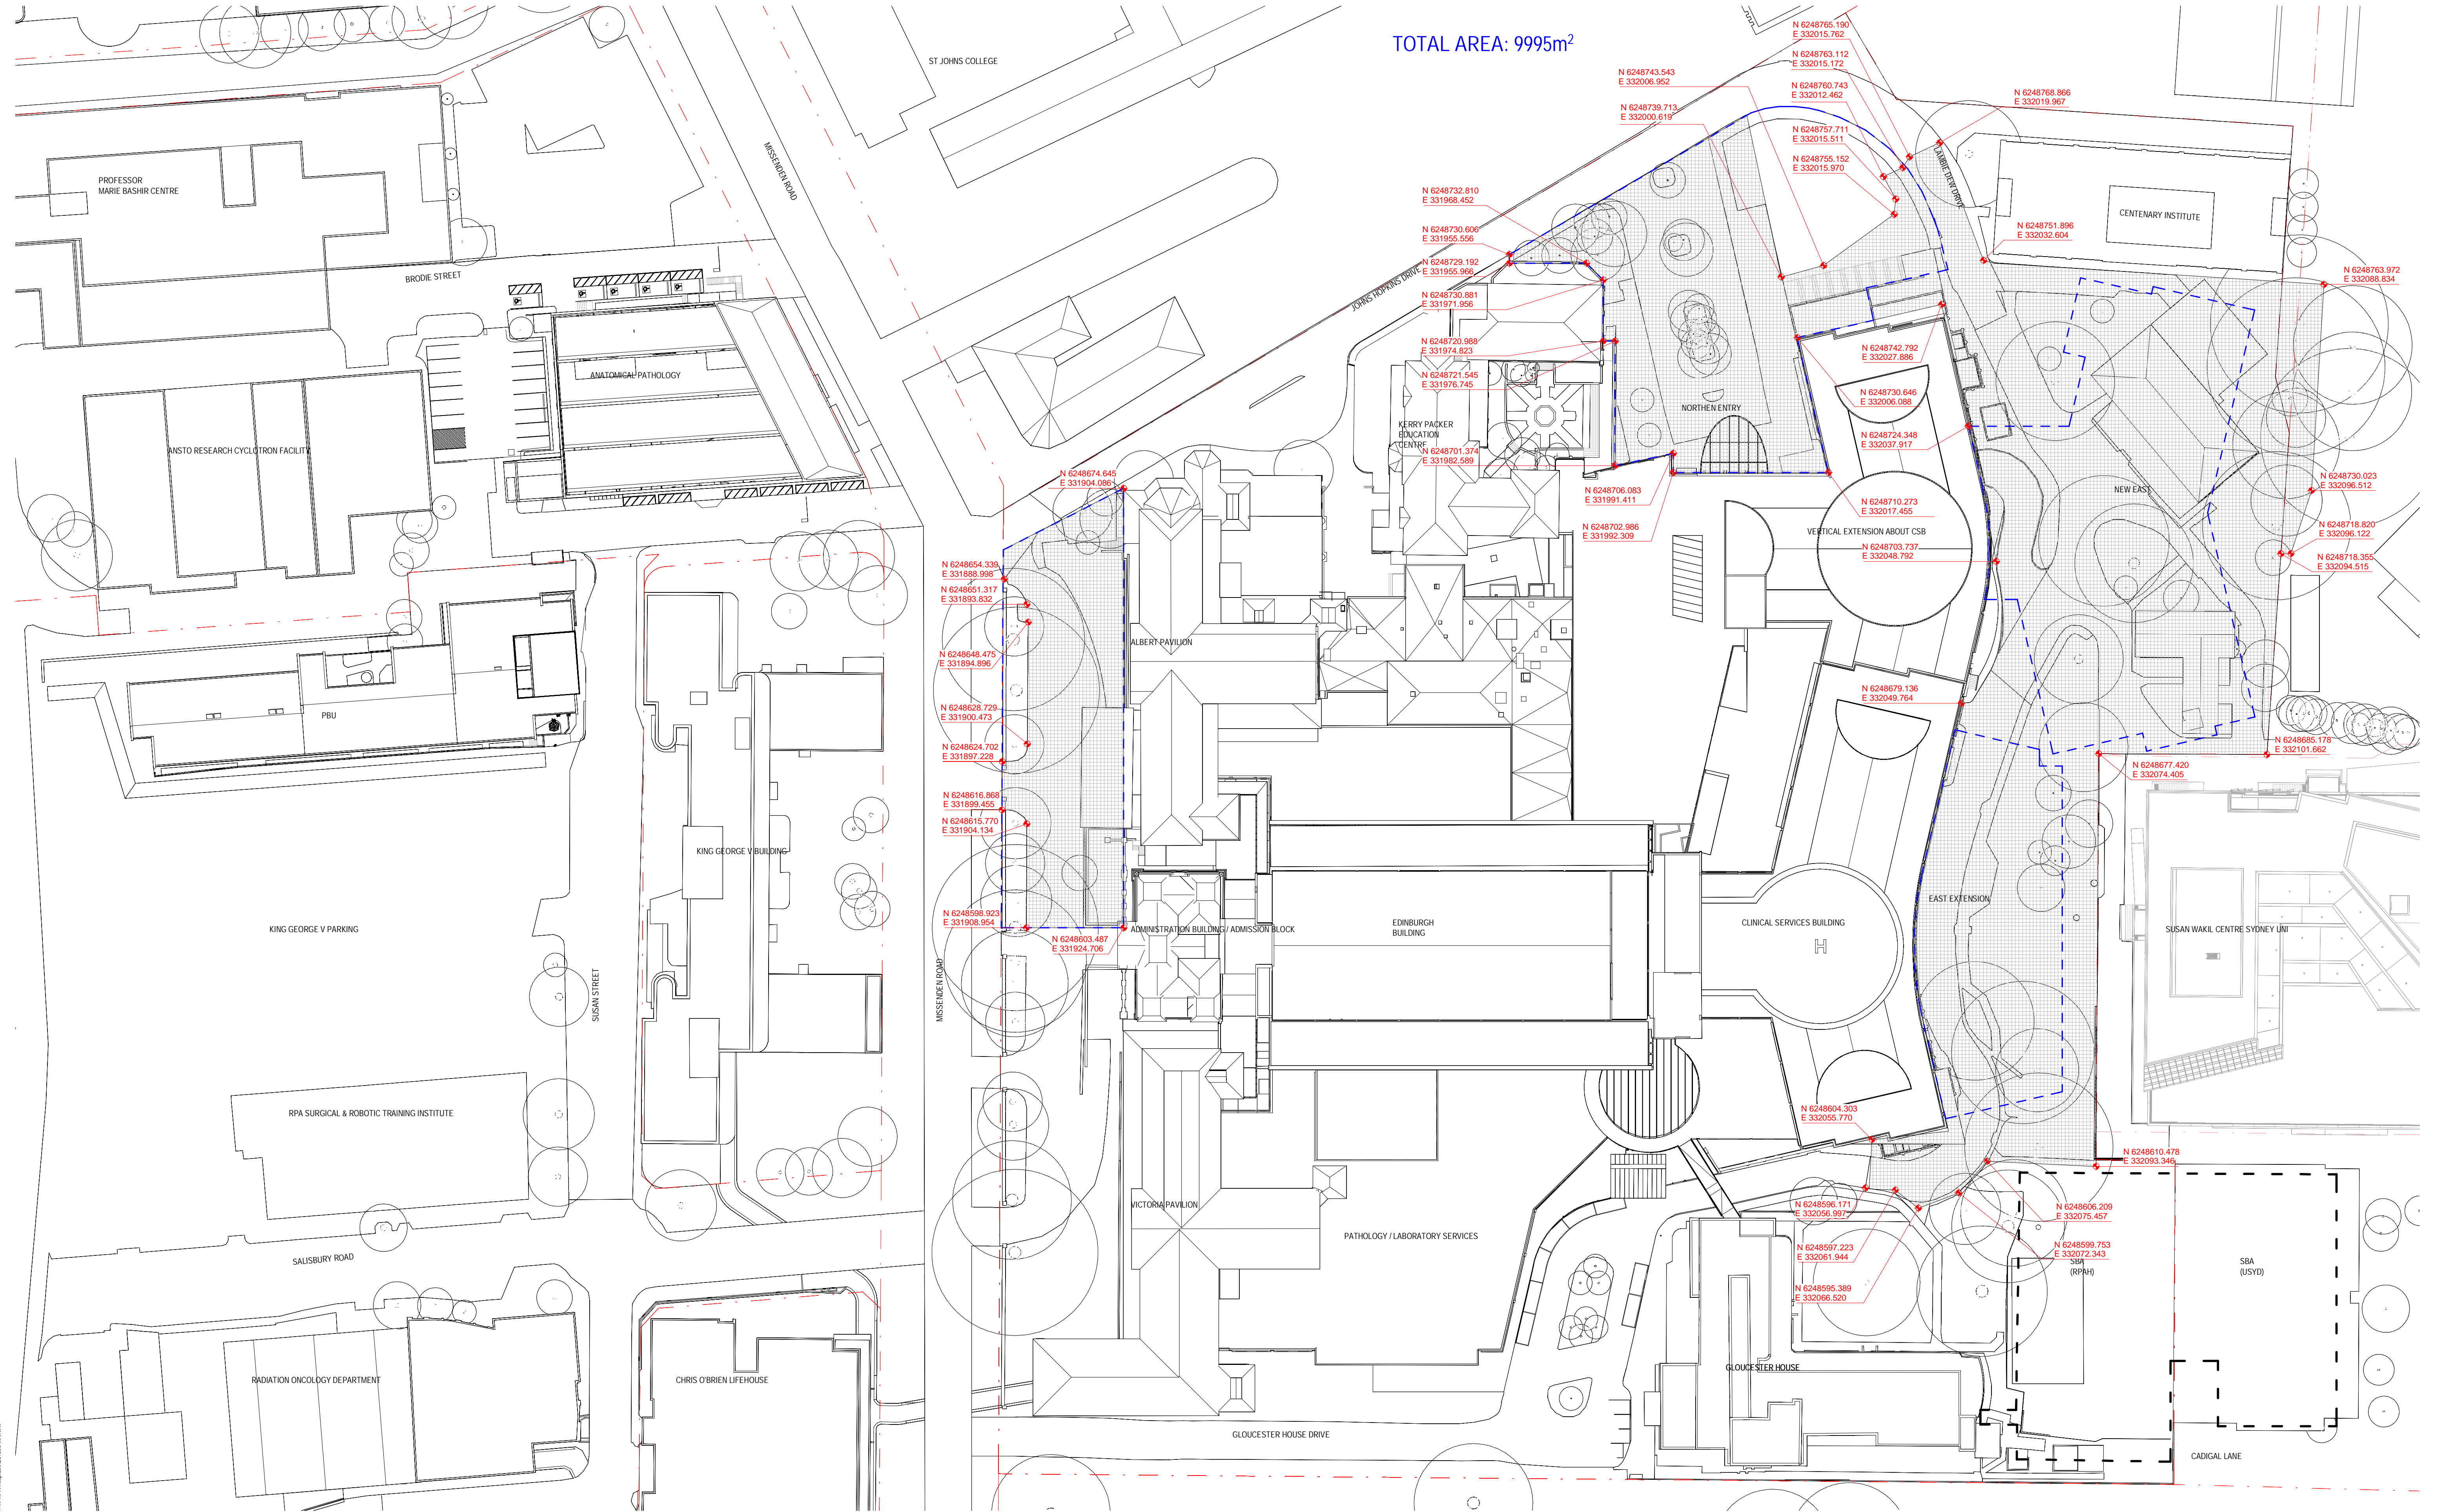 TOTAL AREA: 9995m²
N 6248765.190
E 332015.762
N 6248763.112
E 332015.172
N 6248743.543
E 332006.952
N 6248760.743
E 332012.462
N 6248768.866
E 332019.967
N 6248739.713
E 332000.619
N 6248757.711
E 332015.511
N 6248755.152
E 332015.970
N 6248732.810
E 331968.452
N 6248730.606
E 331955.556
N 6248751.896
E 332032.604
N 6248729.192
E 331955.966
N 6248763.972
E 332088.834
N 6248730.881
E 331971.956
N 6248720.988
E 331974.823
N 6248742.792
E 332027.886
N 6248721.545
E 331976.745
N 6248730.646
E 332006.088
N 6248724.348
E 332037.917
N 6248701.374
E 331982.589
N 6248674.645
E 331904.086
N 6248706.083
E 331991.411
N 6248730.023
E 332096.512
N 6248710.273
E 332017.455
N 6248702.986
E 331992.309
N 6248718.820
E 332096.122
N 6248703.737
E 332048.792
N 6248718.355
E 332094.515
N 6248654.339
E 331888.998
N 6248651.317
E 331893.832
N 6248648.475
E 331894.896
N 6248679.136
E 332049.764
N 6248628.729
E 331900.473
N 6248624.702
E 331897.228
N 6248685.178
E 332101.662
N 6248677.420
E 332074.405
N 6248616.868
E 331899.455
N 6248615.770
E 331904.134
N 6248598.923
E 331908.954
N 6248603.487
E 331924.706
N 6248604.303
E 332055.770
N 6248610.478
E 332093.346
N 6248596.171
E 332056.997
N 6248606.209
E 332075.457
N 6248597.223
E 332061.944
N 6248599.753
E 332072.343
N 6248595.389
E 332066.520
ST JOHNS COLLEGE
MISSENDEN ROAD
PROFESSOR
MARIE BASHIR CENTRE
LAMBIE DEW DRIVE
CENTENARY INSTITUTE
BRODIE STREET
JOHNS HOPKINS DRIVE
ANATOMICAL PATHOLOGY
NORTHEN ENTRY
KERRY PACKER
EDUCATION
CENTRE
ANSTO RESEARCH CYCLOTRON FACILITY
NEW EAST
VERTICAL EXTENSION ABOUT CSB
ALBERT PAVILION
PBU
KING GEORGE V BUILDING
EAST EXTENSION
KING GEORGE V PARKING
ADMINISTRATION BUILDING / ADMISSION BLOCK
EDINBURGH
BUILDING
CLINICAL SERVICES BUILDING
H
SUSAN WAKIL CENTRE SYDNEY UNI
SUSAN STREET
MISSENDEN ROAD
RPA SURGICAL & ROBOTIC TRAINING INSTITUTE
VICTORIA PAVILION
PATHOLOGY / LABORATORY SERVICES
SALISBURY ROAD
SBA
(RPAH)
SBA
(USYD)
RADIATION ONCOLOGY DEPARTMENT
CHRIS O'BRIEN LIFEHOUSE
GLOUCESTER HOUSE
GLOUCESTER HOUSE DRIVE
CADIGAL LANE